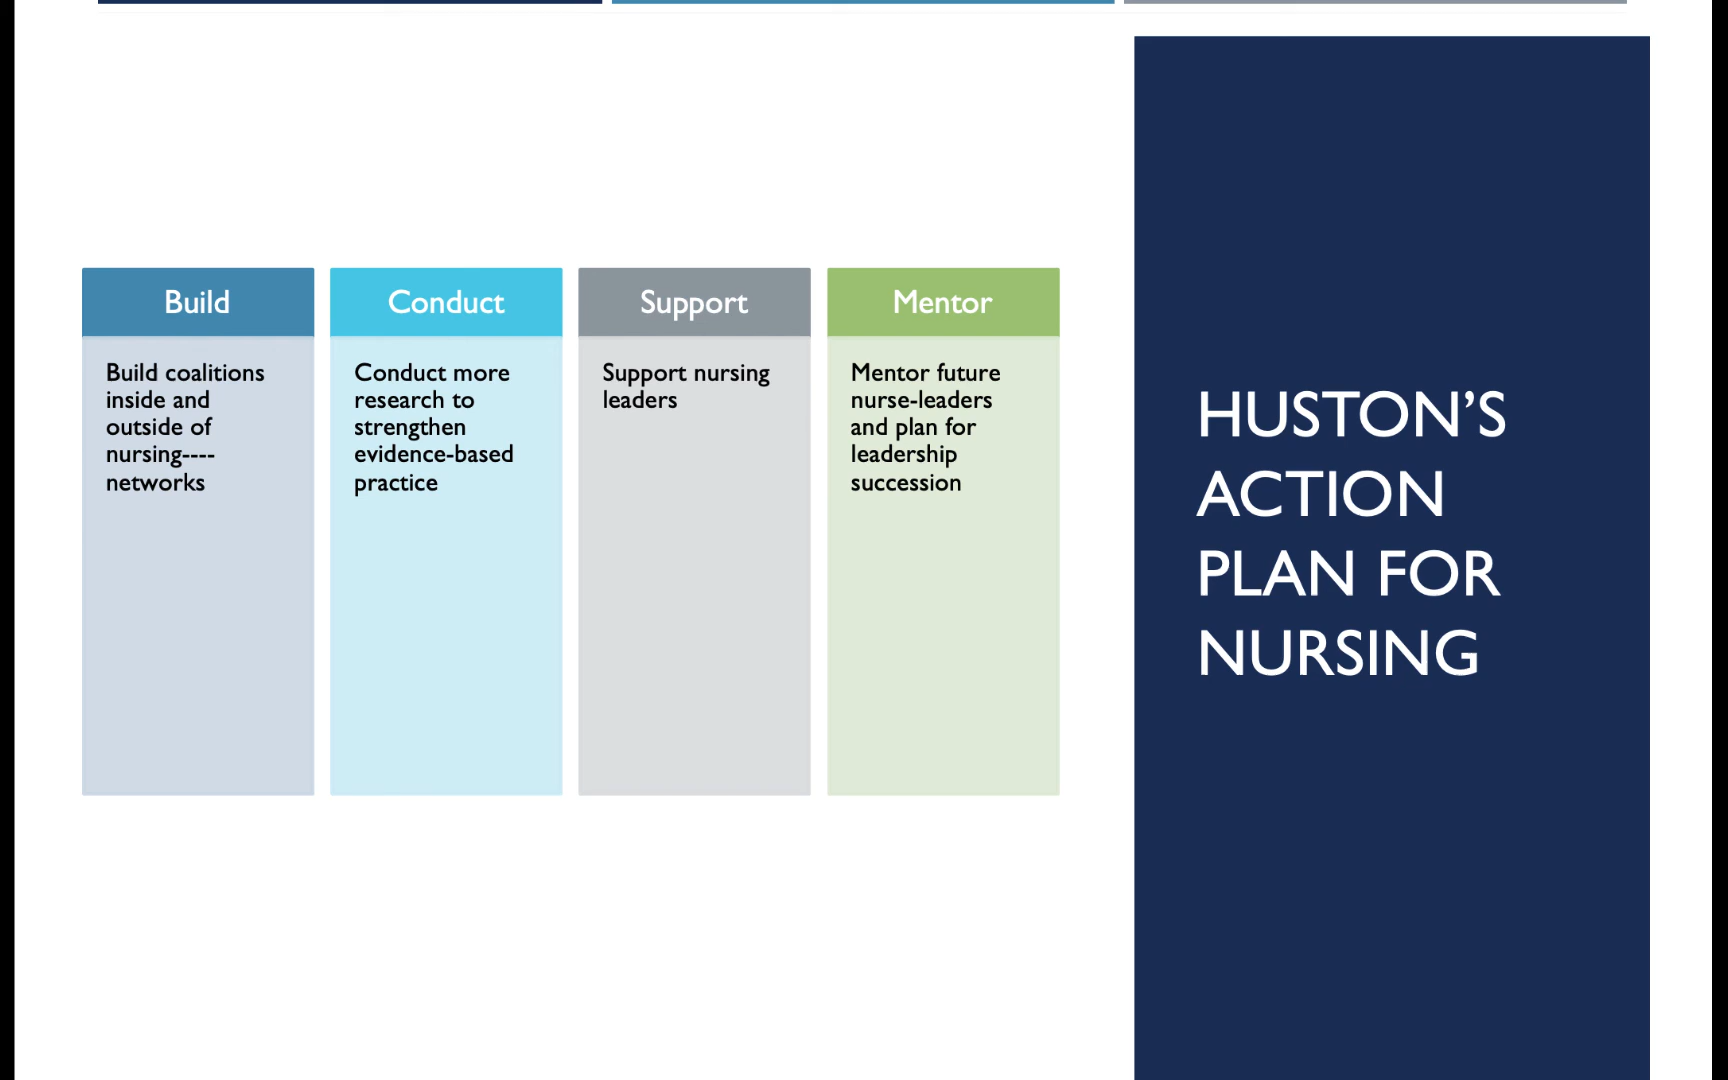 Build
Build coalitions
inside and
outside of
nursing----
networks
Conduct
Conduct more
research to
strengthen
evidence-based
practice
Support
Support nursing
leaders
Mentor
Mentor future
nurse-leaders
and plan for
leadership
succession
HUSTON’S
ACTION
PLAN FOR
NURSING